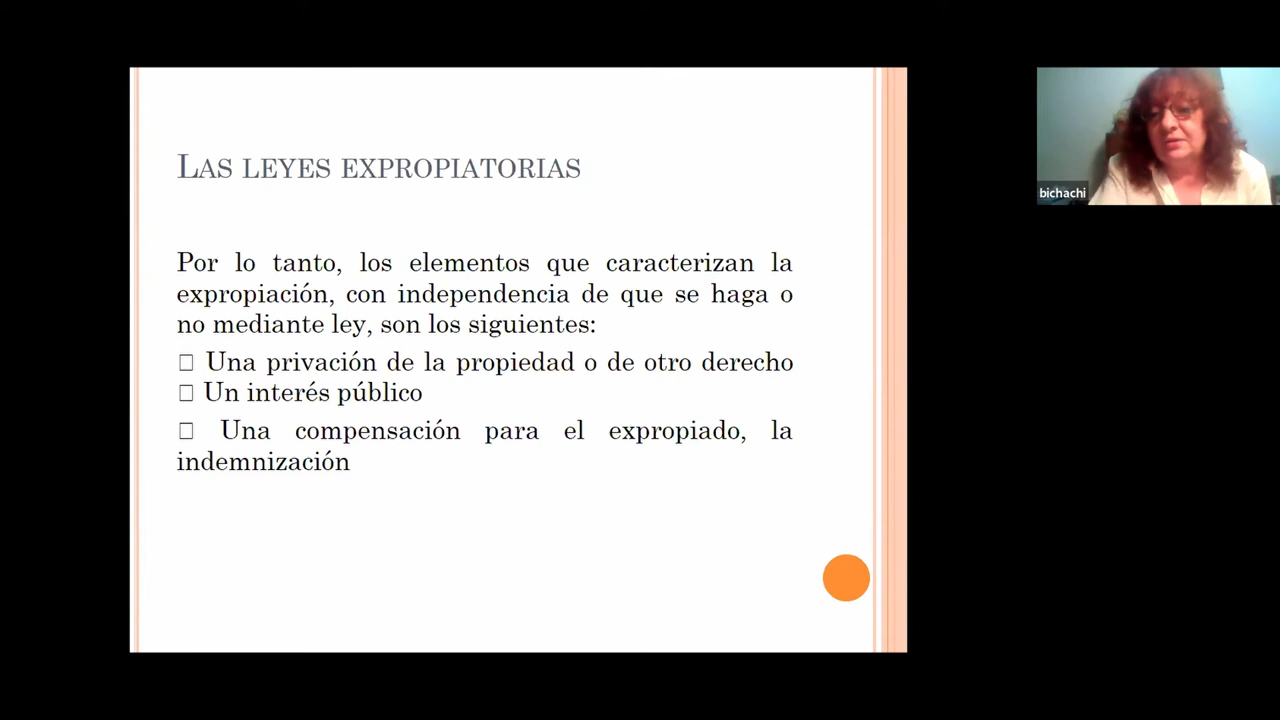 LAS LEYES EXPROPIATORIAS
Por lo tanto, los elementos que caracterizan la
expropiación, con independencia de que se haga o
no mediante ley, son los siguientes:
□ Una privación de la propiedad o de otro derecho
□ Un interés público
□ Una compensación para el expropiado, la
indemnización
bichachi